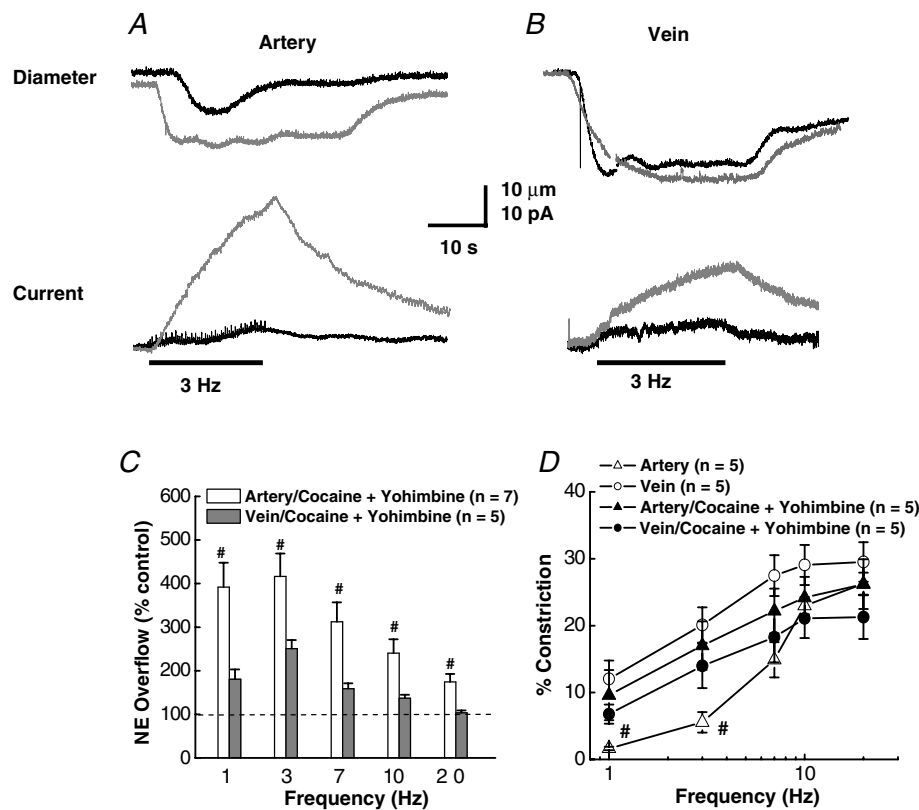 A
Artery
B
Vein
Diameter
10 μm
10 pA
10 s
Current
3 Hz
3 Hz
C
Artery/Cocaine + Yohimbine (n = 7)
Vein/Cocaine + Yohimbine (n = 5)
NE Overflow (% control)
600
500
400
300
200
100
0
#
#
#
#
#
1
3
7
10
2 0
Frequency (Hz)
D
Artery (n = 5)
Vein (n = 5)
Artery/Cocaine + Yohimbine (n = 5)
Vein/Cocaine + Yohimbine (n = 5)
% Constriction
40
30
20
10
0
#
#
1
10
Frequency (Hz)